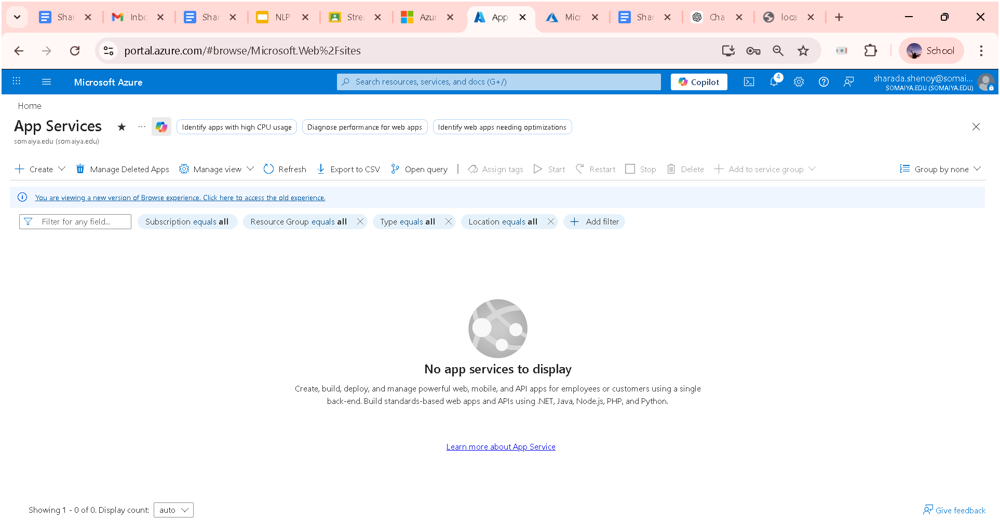 Shar Inbo Shar NLP Strea Azur App Micr Shar Cha loca
portal.azure.com/#browse/Microsoft.Web%2Fsites School
Microsoft Azure Search resources, services, and docs (G+/) Copilot 4 sharada.shenoy@somai...
SOMAIYA.EDU (SOMAIYA.EDU)
Home
App Services ... Identify apps with high CPU usage Diagnose performance for web apps Identify web apps needing optimizations
somaiya.edu (somaiya.edu)
Create Manage Deleted Apps Manage view Refresh Export to CSV Open query Assign tags Start Restart Stop Delete Add to service group Group by none
You are viewing a new version of Browse experience. Click here to access the old experience.
Filter for any field... Subscription equals all Resource Group equals all Type equals all Location equals all Add filter
No app services to display
Create, build, deploy, and manage powerful web, mobile, and API apps for employees or customers using a single
back-end. Build standards-based web apps and APIs using .NET, Java, Node.js, PHP, and Python.
Learn more about App Service
Showing 1 - 0 of 0. Display count: auto Give feedback